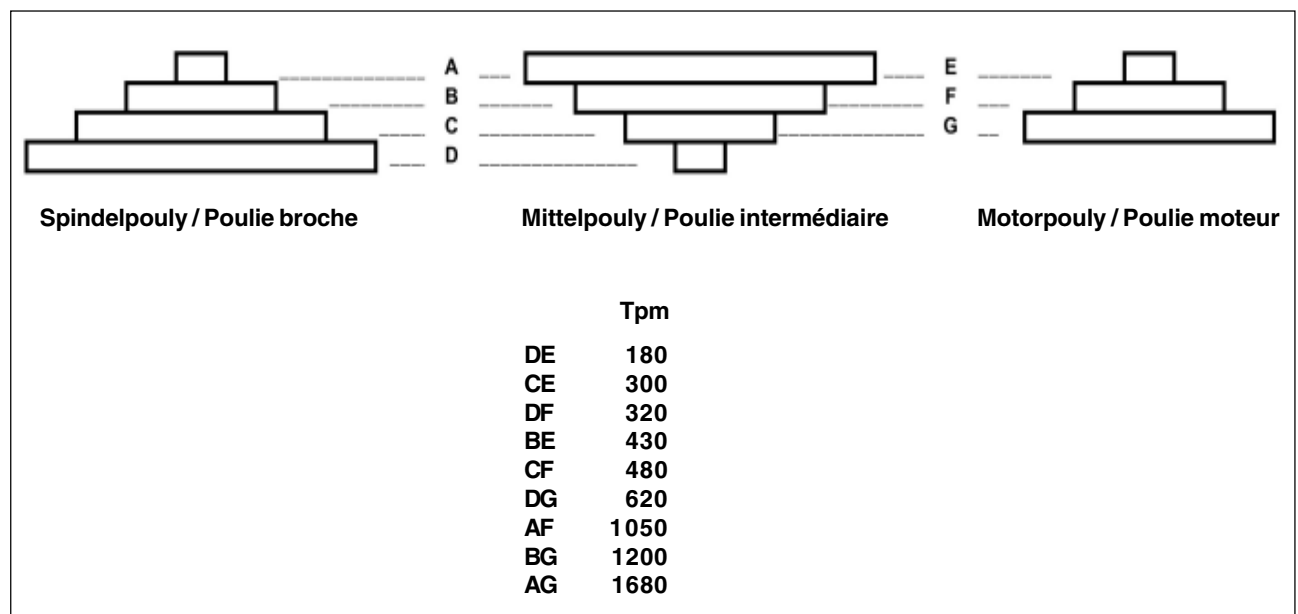 A E
B F
C G
D
Spindelpouly / Poulie broche Mittelpouly / Poulie intermédiaire Motorpouly / Poulie moteur
Tpm
DE 180
CE 300
DF 320
BE 430
CF 480
DG 620
AF 1050
BG 1200
AG 1680